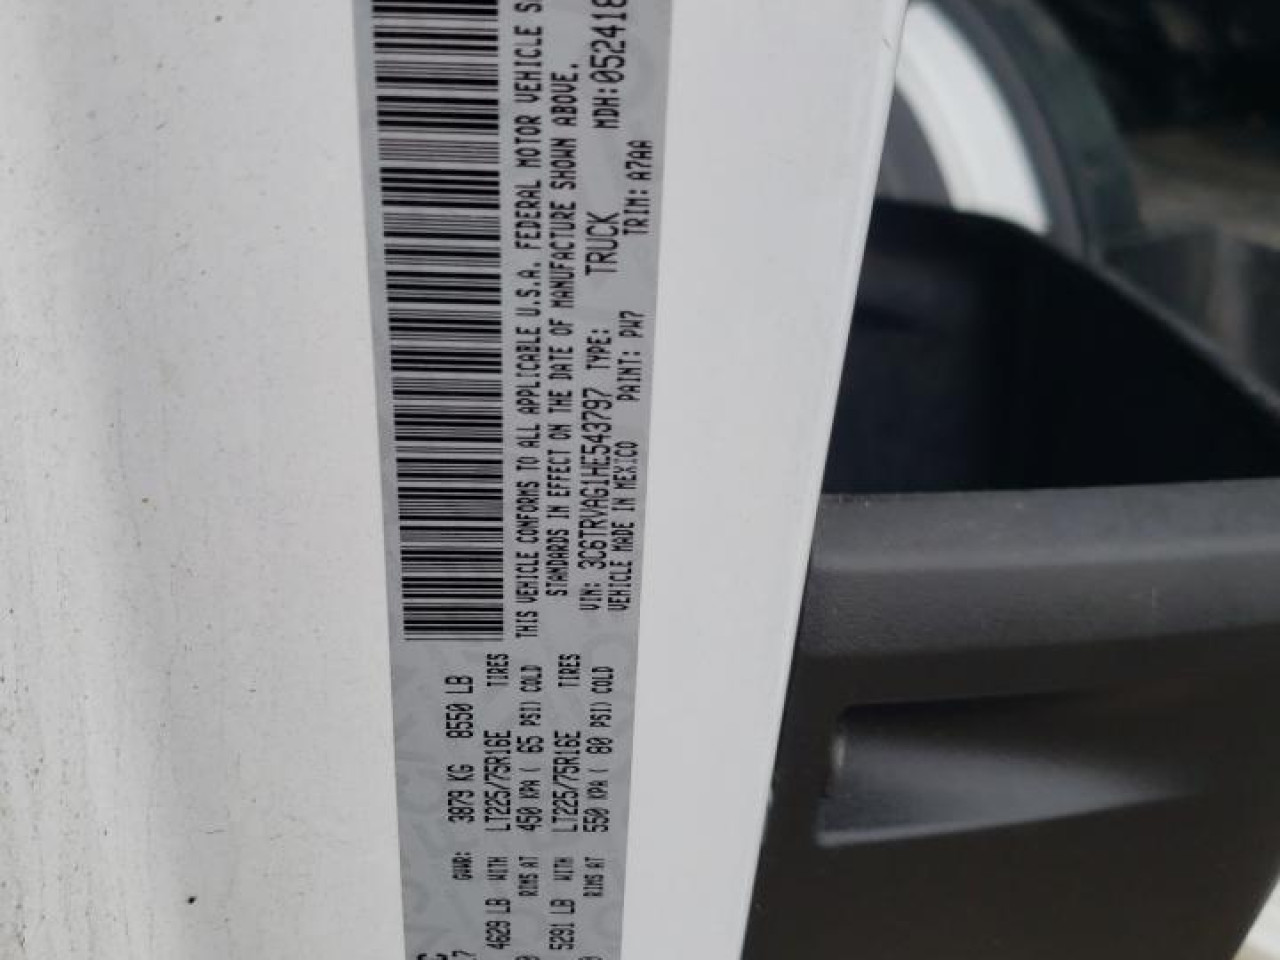 GVWR: 3879 KG 8550 LB
4629 LB WITH LT225/75R16E TIRES
RIMS AT 450 KPA ( 65 PSI) COLD
5291 LB WITH LT225/75R16E TIRES
RIMS AT 550 KPA ( 80 PSI) COLD
THIS VEHICLE CONFORMS TO ALL APPLICABLE U.S.A. FEDERAL MOTOR VEHICLE
STANDARDS IN EFFECT ON THE DATE OF MANUFACTURE SHOWN ABOVE.
VIN: 3C6TRVAG1HE543797 TYPE: TRUCK MDH:052418
VEHICLE MADE IN MEXICO PAINT: PW7 TRIM: A7AA